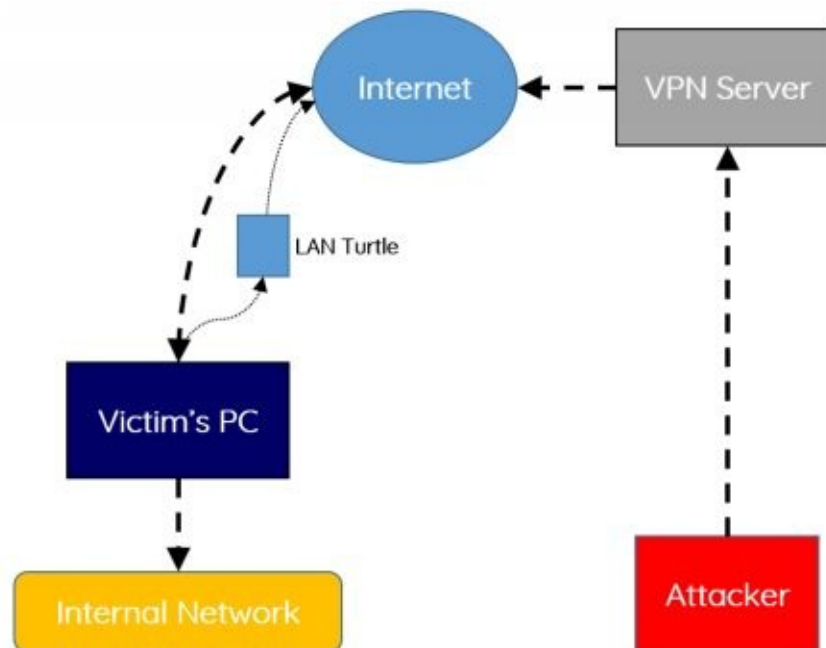 Internet
VPN Server
LAN Turtle
Victim's PC
Internal Network
Attacker